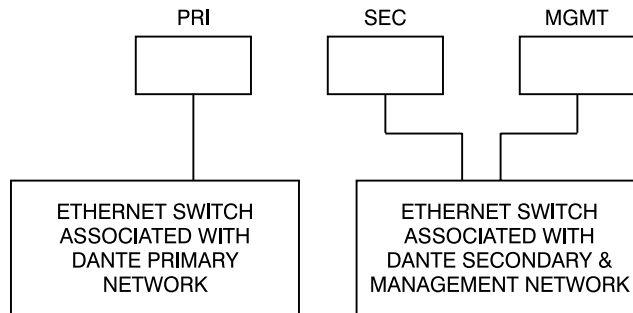 PRI
SEC
MGMT
ETHERNET SWITCH
ASSOCIATED WITH
DANTE PRIMARY
NETWORK
ETHERNET SWITCH
ASSOCIATED WITH
DANTE SECONDARY &
MANAGEMENT NETWORK